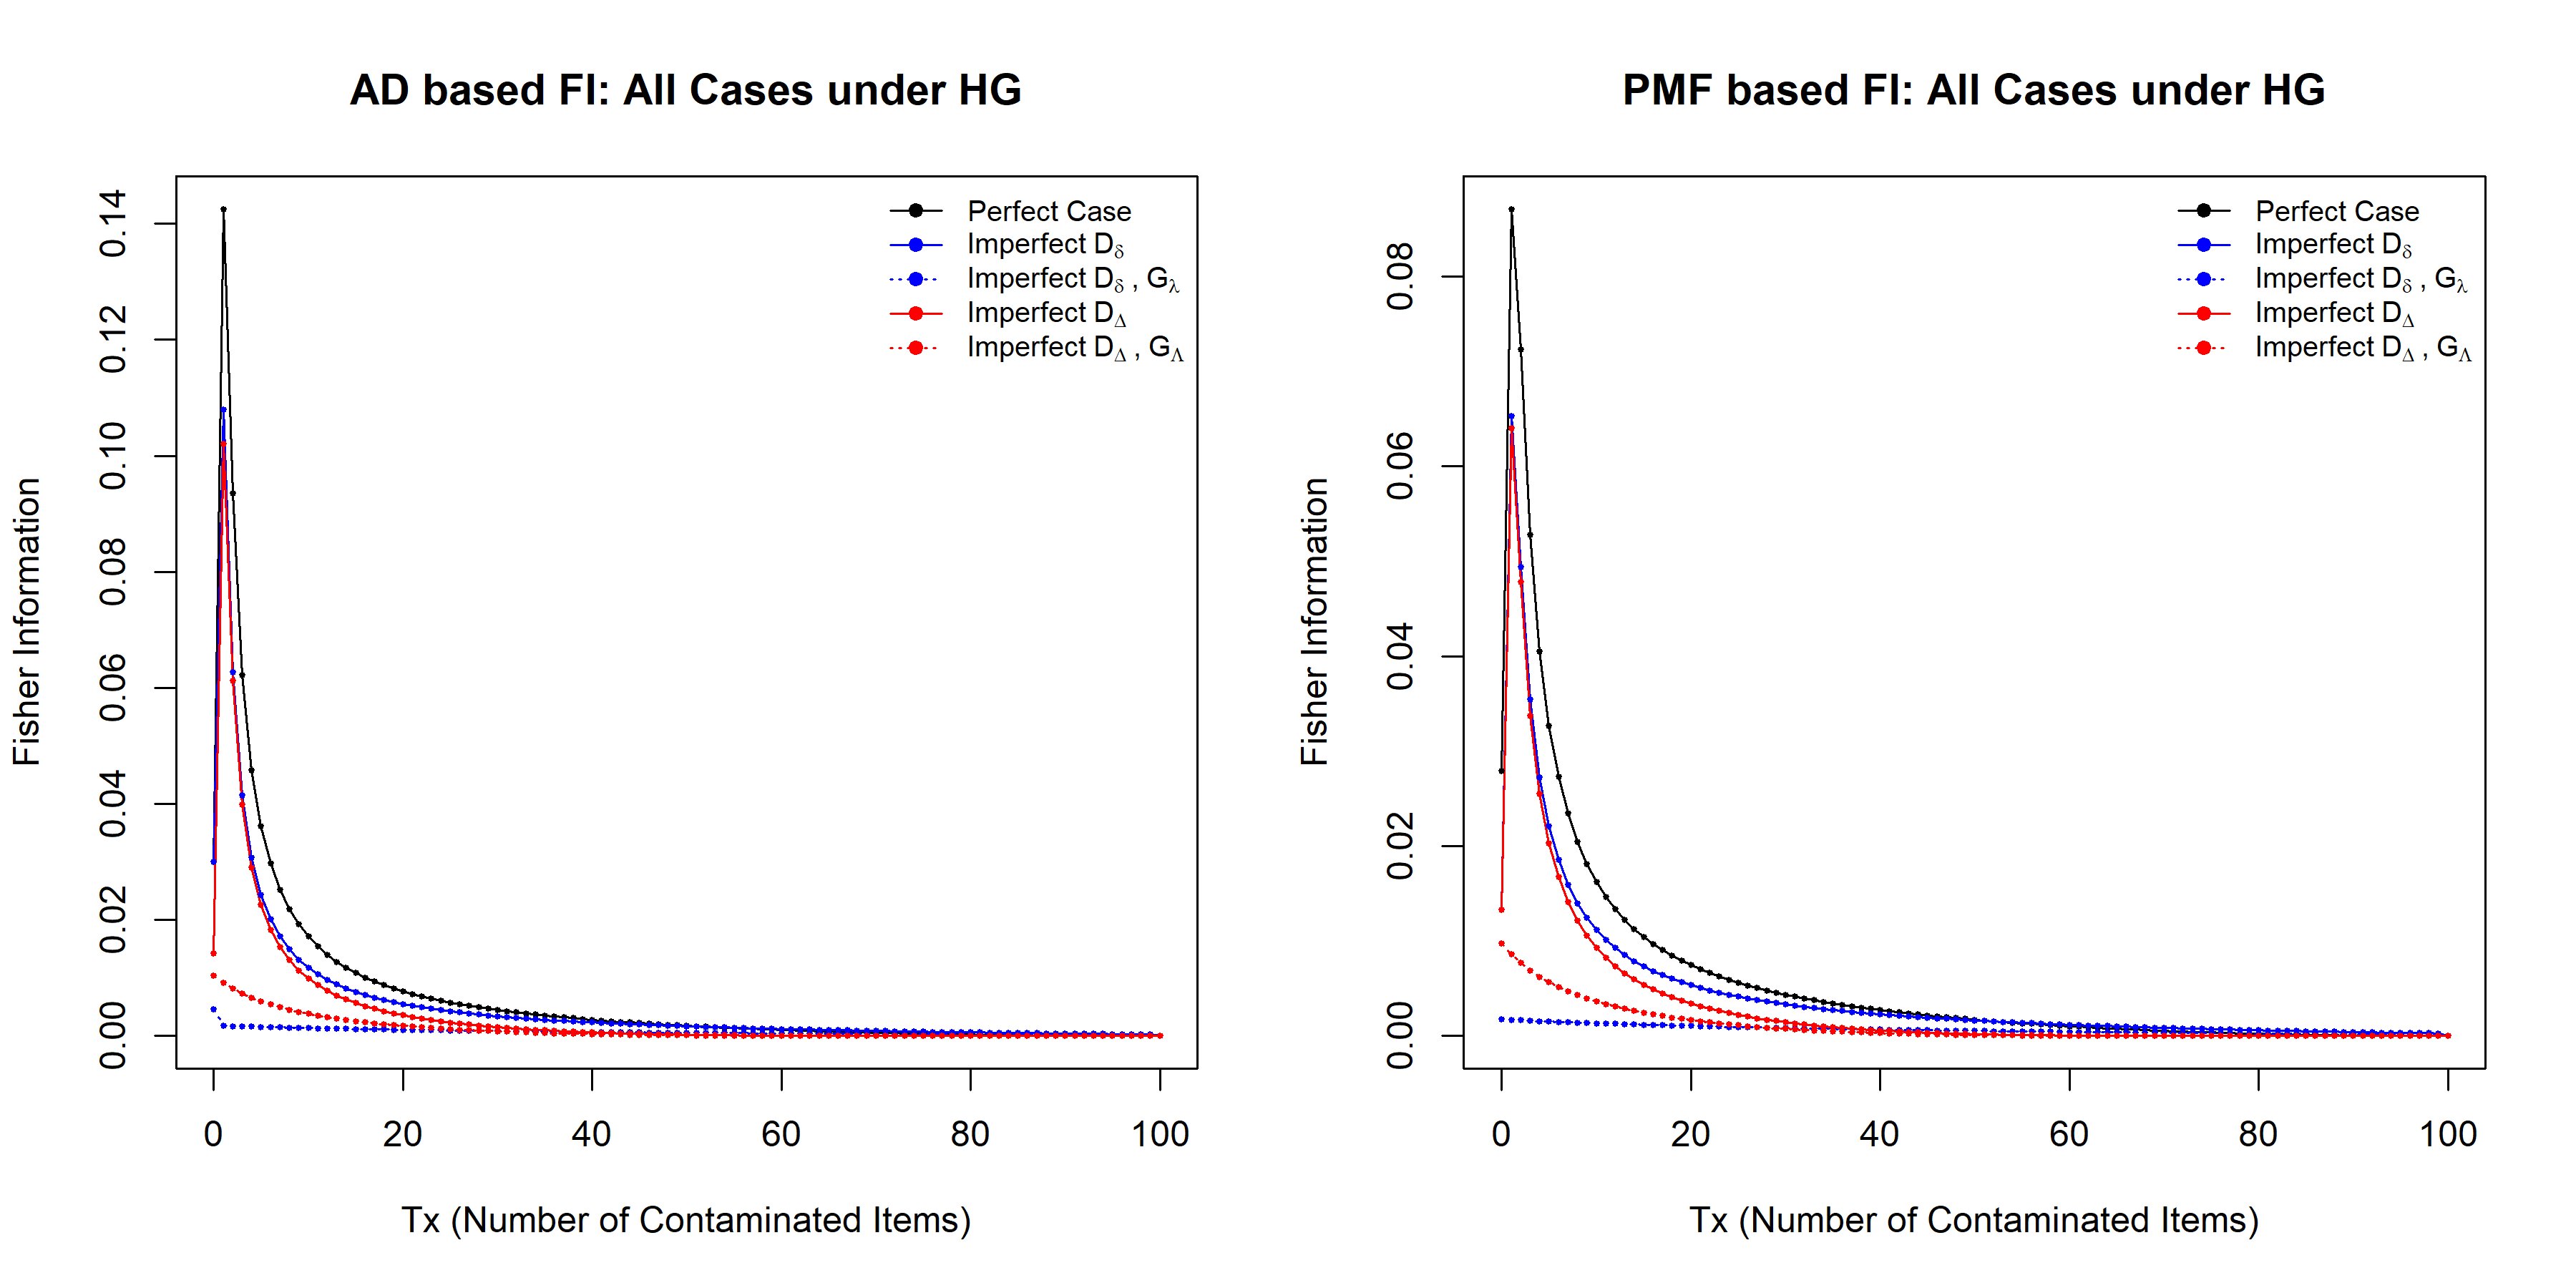 AD based FI: All Cases under HG
Fisher Information
0.00 0.02 0.04 0.06 0.08 0.10 0.12 0.14
Perfect Case
Imperfect Dδ
Imperfect Dδ , Gλ
Imperfect DΔ
Imperfect DΔ , GΛ
0 20 40 60 80 100
Tx (Number of Contaminated Items)
PMF based FI: All Cases under HG
Fisher Information
0.00 0.02 0.04 0.06 0.08
Perfect Case
Imperfect Dδ
Imperfect Dδ , Gλ
Imperfect DΔ
Imperfect DΔ , GΛ
0 20 40 60 80 100
Tx (Number of Contaminated Items)